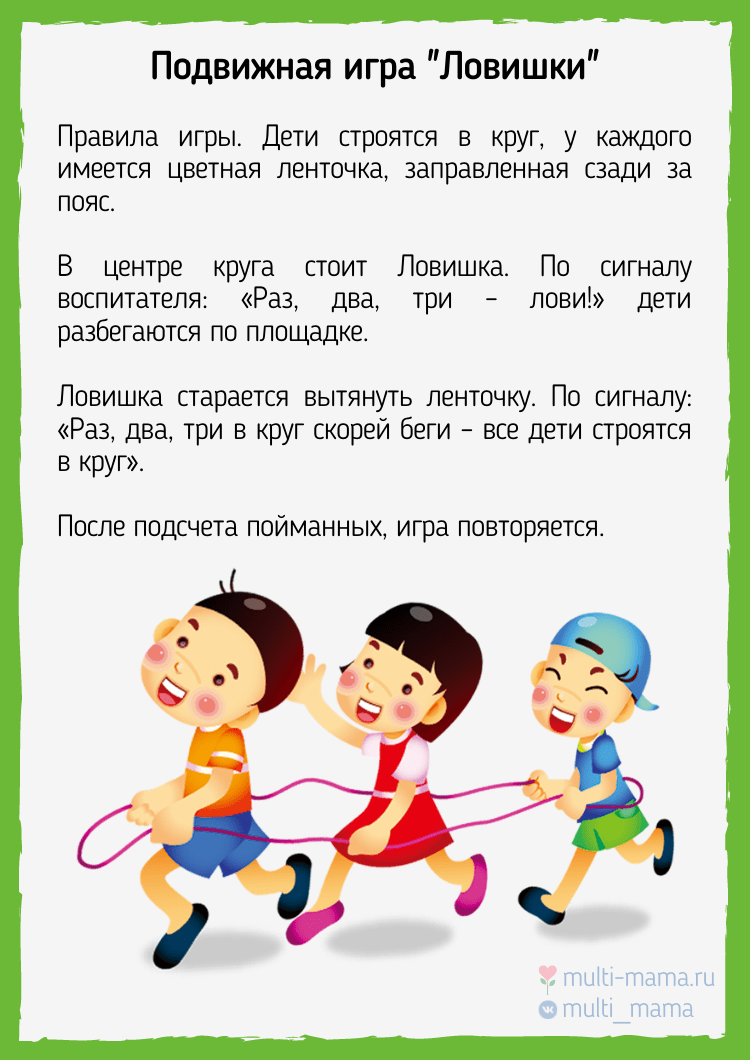 Подвижная игра "Ловишки"
Правила игры. Дети строятся в круг, у каждого
имеется цветная ленточка, заправленная сзади за
пояс.
В центре круга стоит Ловишка. По сигналу
воспитателя: «Раз, два, три – лови!» дети
разбегаются по площадке.
Ловишка старается вытянуть ленточку. По сигналу:
«Раз, два, три в круг скорей беги – все дети строятся
в круг».
После подсчета пойманных, игра повторяется.
multi-mama.ru
multi_mama